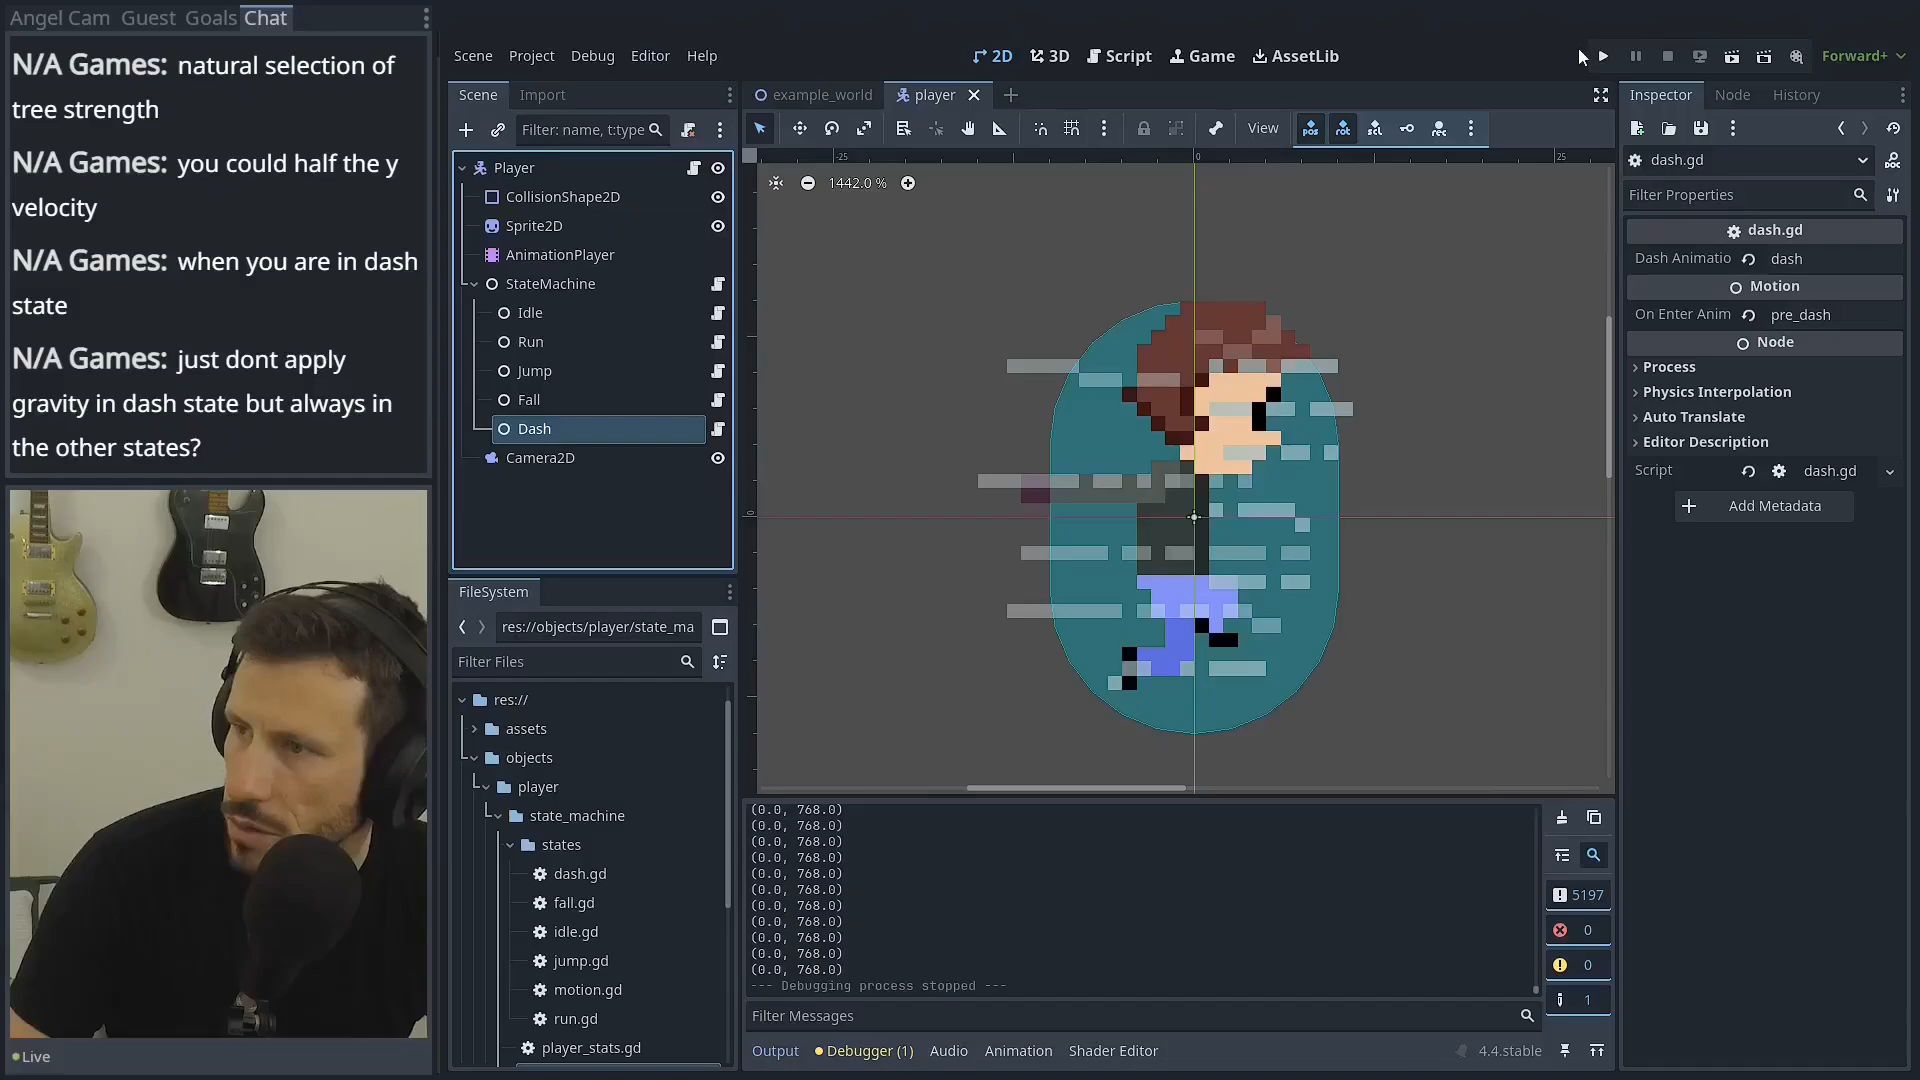 Angel Cam Guest Goals Chat
N/A Games: natural selection of
tree strength
N/A Games: you could half the y
velocity
N/A Games: when you are in dash
state
N/A Games: just dont apply
gravity in dash state but always in
the other states?
Live
Scene Project Debug Editor Help
2D 3D Script Game AssetLib
Forward+
Scene Import
Filter: name, t:type
Player
CollisionShape2D
Sprite2D
AnimationPlayer
StateMachine
Idle
Run
Jump
Fall
Dash
Camera2D
FileSystem
res://objects/player/state_ma
Filter Files
res://
assets
objects
player
state_machine
states
dash.gd
fall.gd
idle.gd
jump.gd
motion.gd
run.gd
player_stats.gd
example_world player
View
pos rot scl rec
-25 0 25
0
1442.0 %
(0.0, 768.0)
(0.0, 768.0)
(0.0, 768.0)
(0.0, 768.0)
(0.0, 768.0)
(0.0, 768.0)
(0.0, 768.0)
(0.0, 768.0)
(0.0, 768.0)
(0.0, 768.0)
(0.0, 768.0)
--- Debugging process stopped ---
Filter Messages
5197
0
0
1
Output Debugger (1) Audio Animation Shader Editor
4.4.stable
Inspector Node History
dash.gd
DOC
Filter Properties
dash.gd
Dash Animatio dash
Motion
On Enter Anim pre_dash
Node
Process
Physics Interpolation
Auto Translate
Editor Description
Script dash.gd
Add Metadata